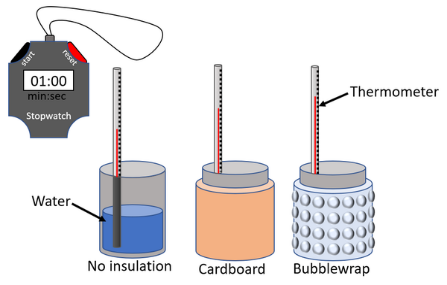 start
reset
01:00
min:sec
Stopwatch
Thermometer
Water
No insulation
Cardboard
Bubblewrap